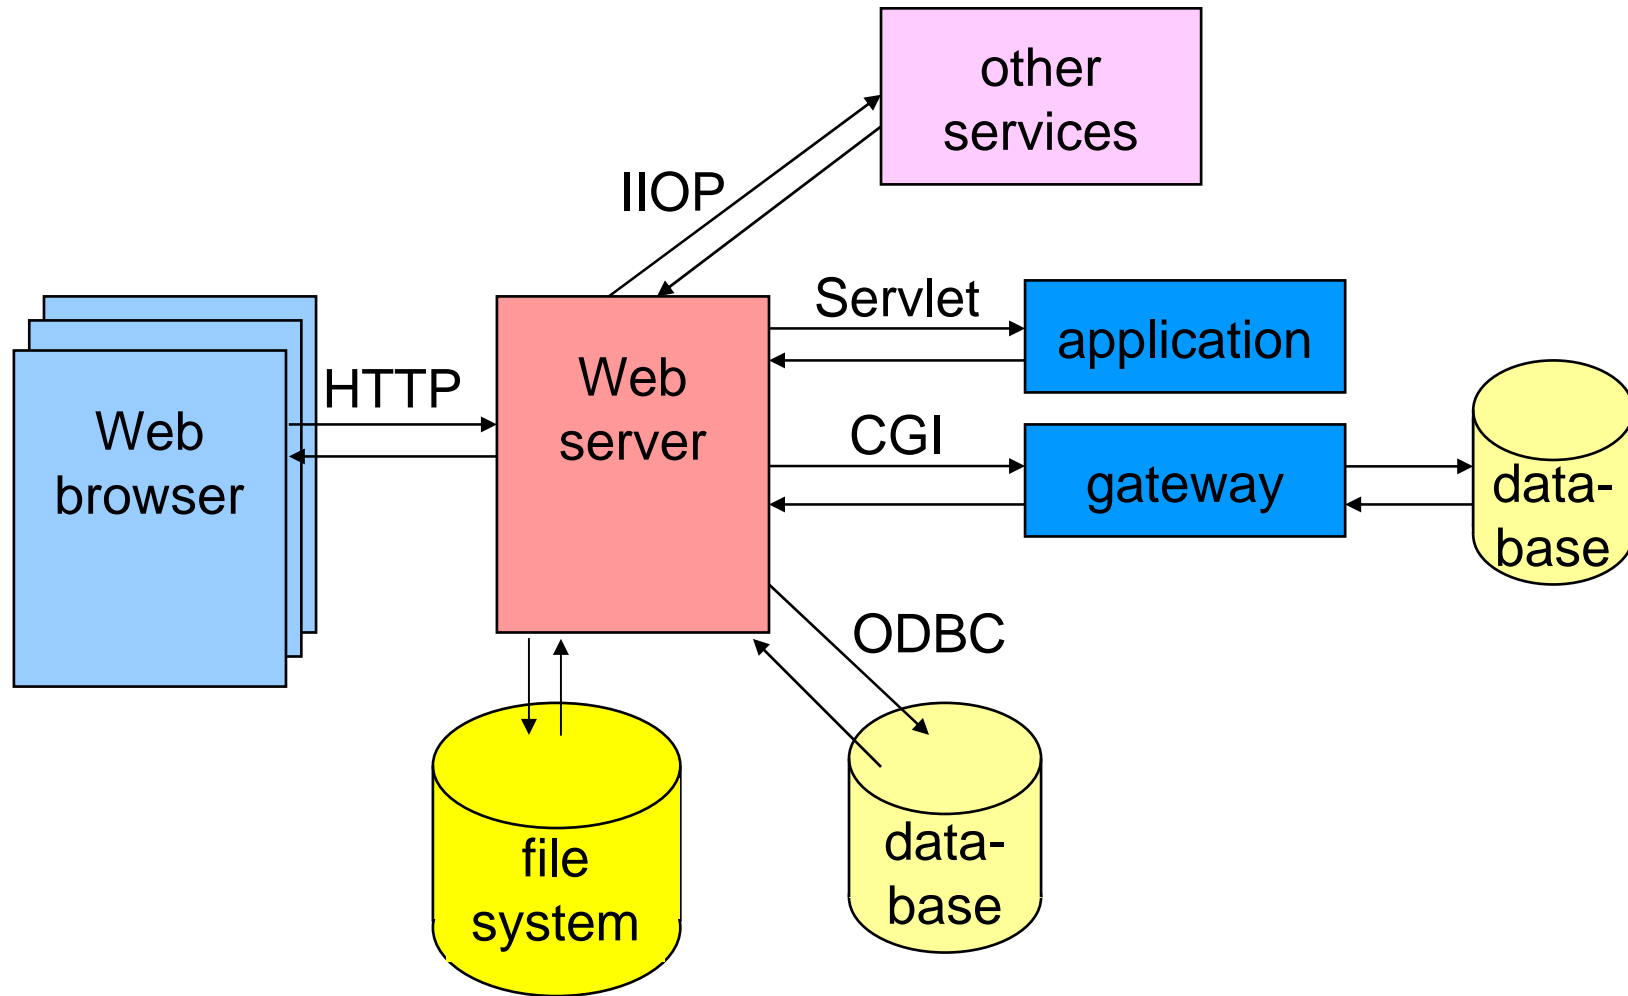 other
services
IIOP
Servlet
application
HTTP
Web
server
Web
browser
CGI
gateway
data-
base
ODBC
file
system
data-
base